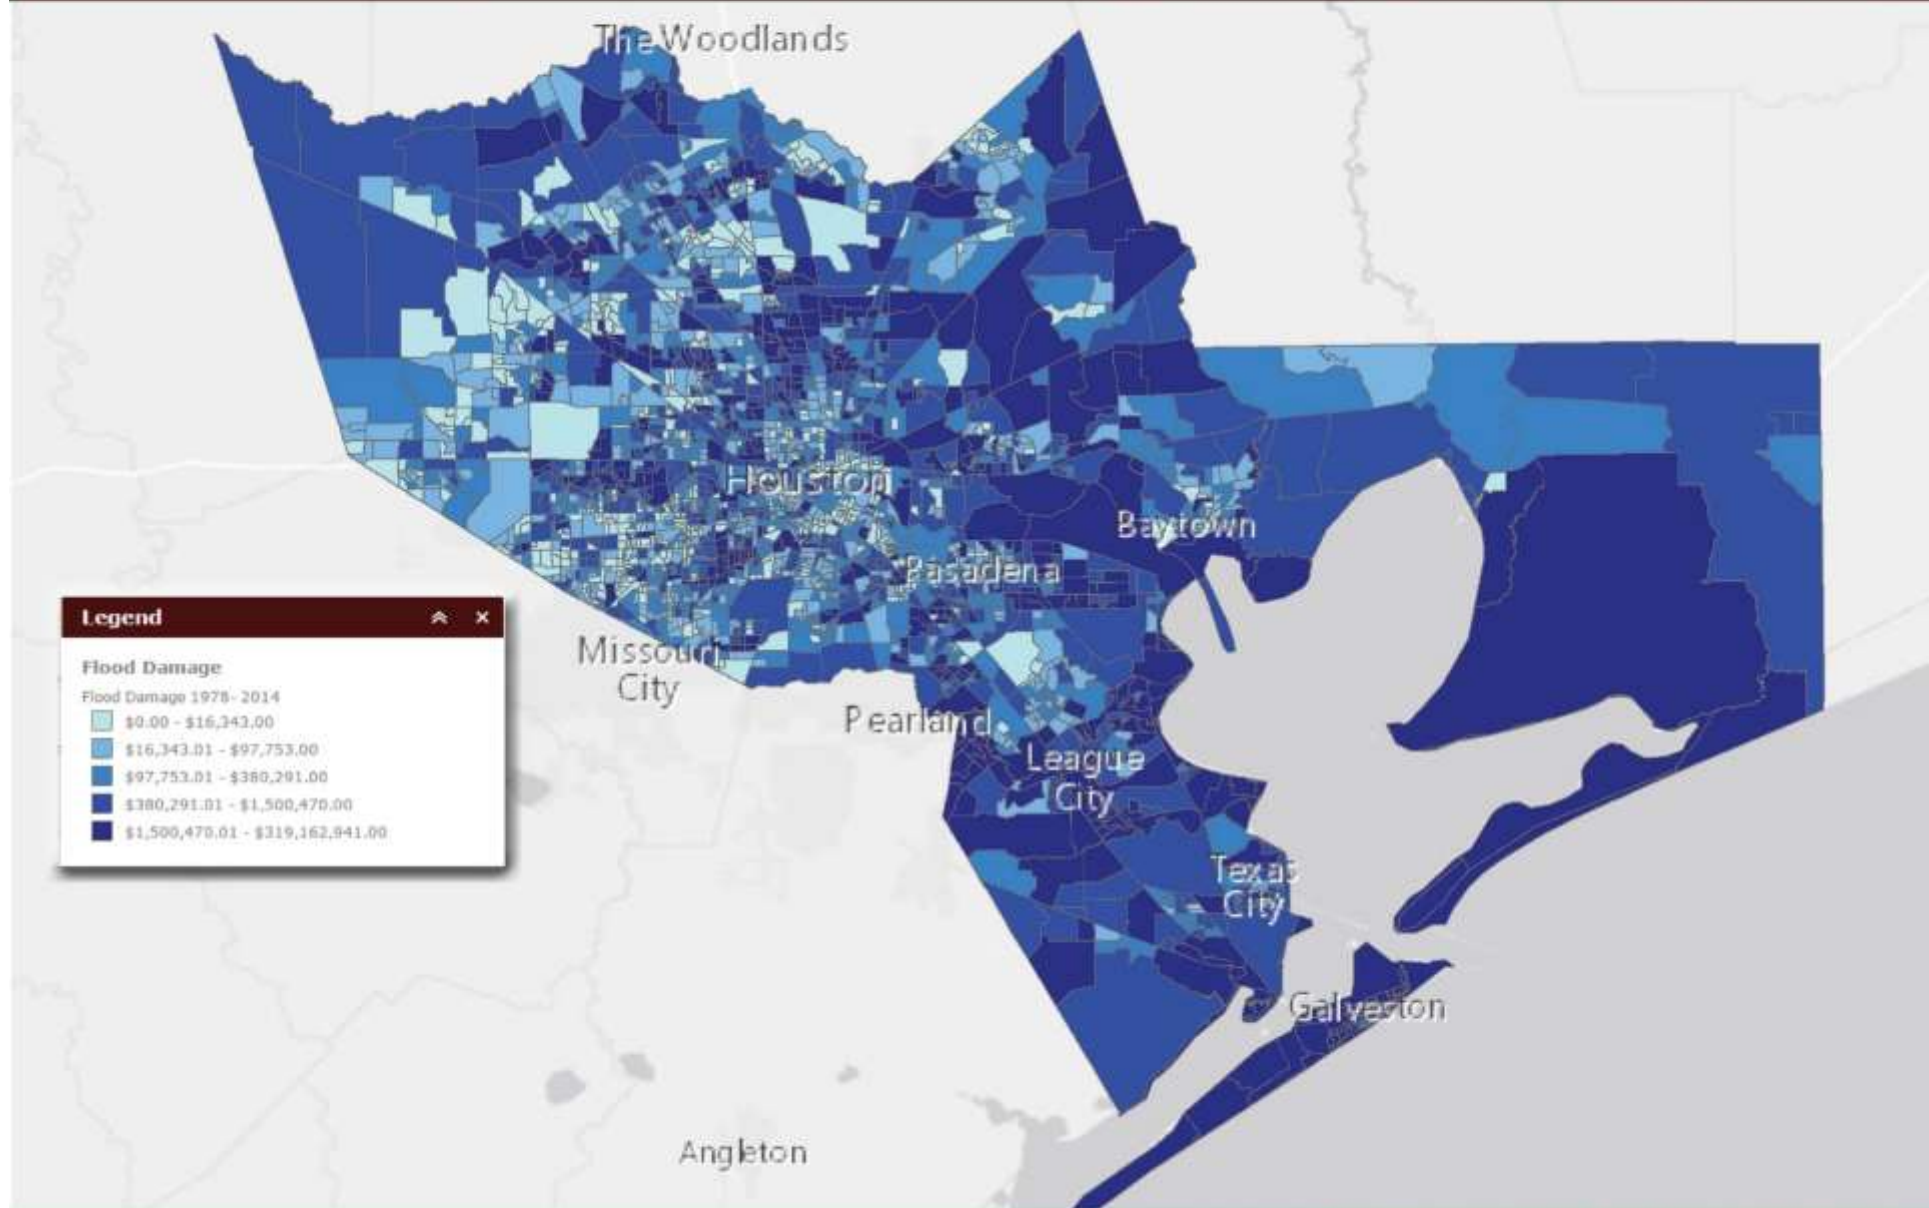 The Woodlands
Houston
Baytown
Pasadena
Legend
Flood Damage
Flood Damage 1978- 2014
$0.00 - $16,343.00
$16,343.01 - $97,753.00
$97,753.01 - $380,291.00
$380,291.01 - $1,500,470.00
$1,500,470.01 - $319,162,941.00
Missouri
City
Pearland
League
City
Texas
City
Galveston
Angleton